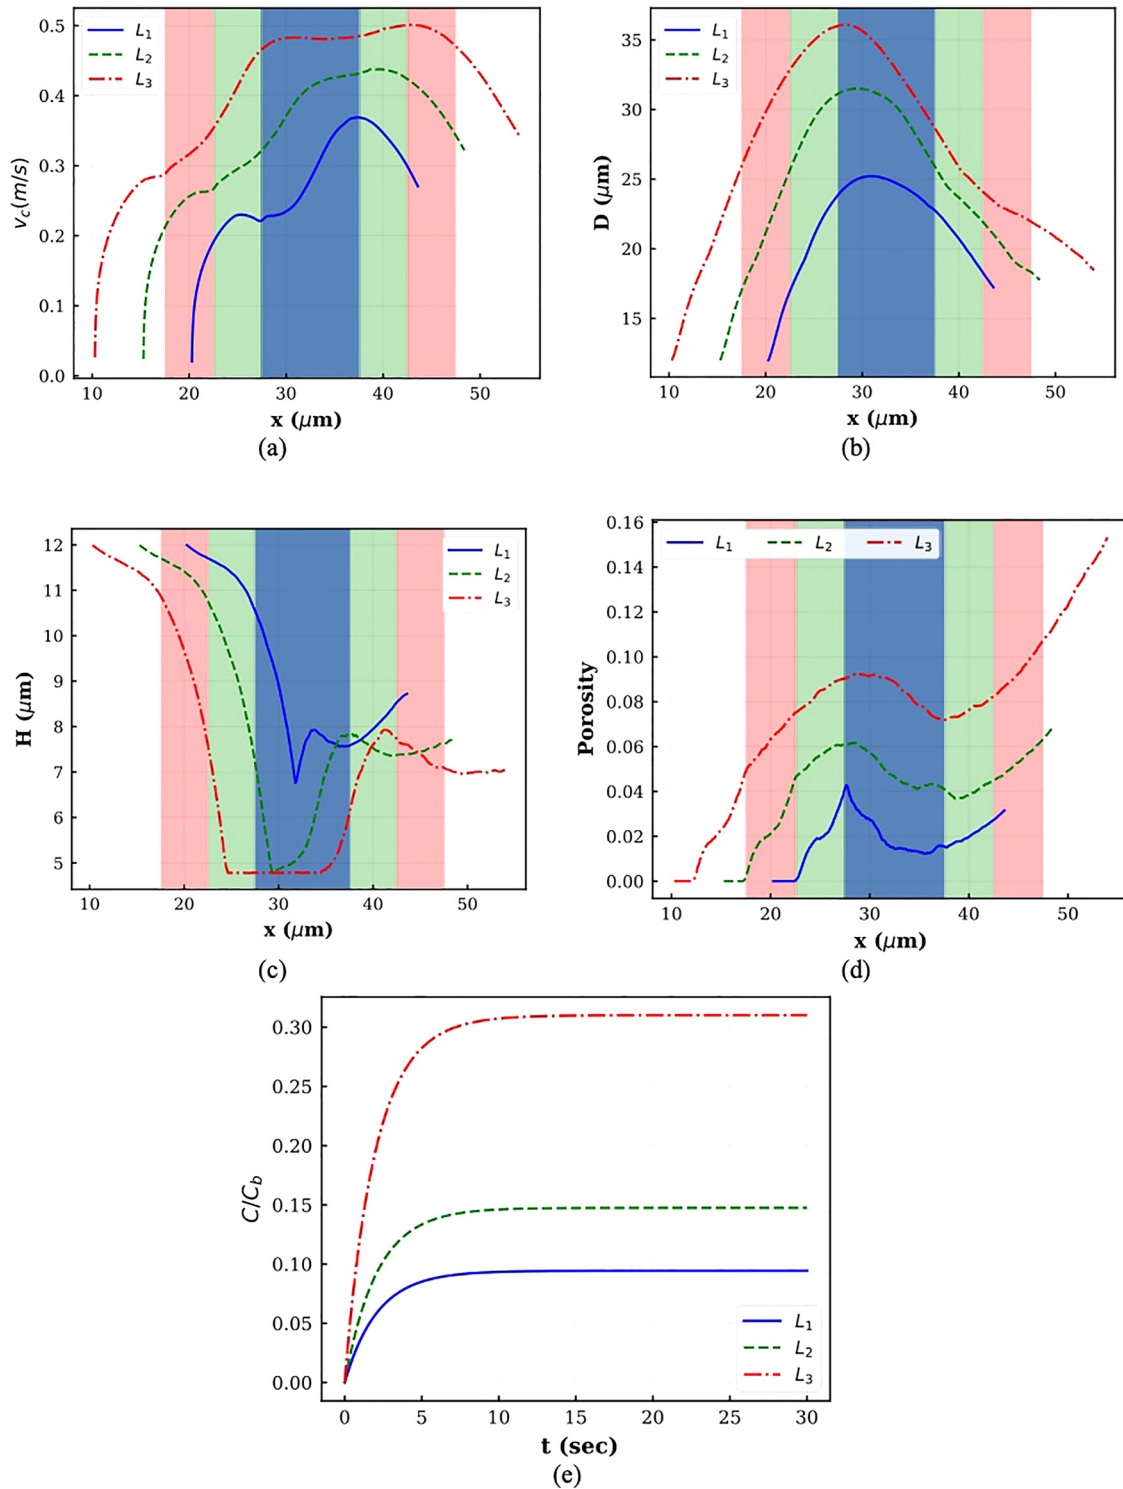 0.5
0.4
0.3
0.2
0.1
0.0
v_c(m/s)
L₁
L₂
L₃
10 20 30 40 50
x (μm)
(a)
35
30
25
20
15
D (μm)
L₁
L₂
L₃
10 20 30 40 50
x (μm)
(b)
12
11
10
9
8
7
6
5
H (μm)
L₁
L₂
L₃
10 20 30 40 50
x (μm)
(c)
0.16
0.14
0.12
0.10
0.08
0.06
0.04
0.02
0.00
Porosity
L₁ L₂ L₃
10 20 30 40 50
x (μm)
(d)
0.30
0.25
0.20
0.15
0.10
0.05
0.00
C/C_b
L₁
L₂
L₃
0 5 10 15 20 25 30
t (sec)
(e)